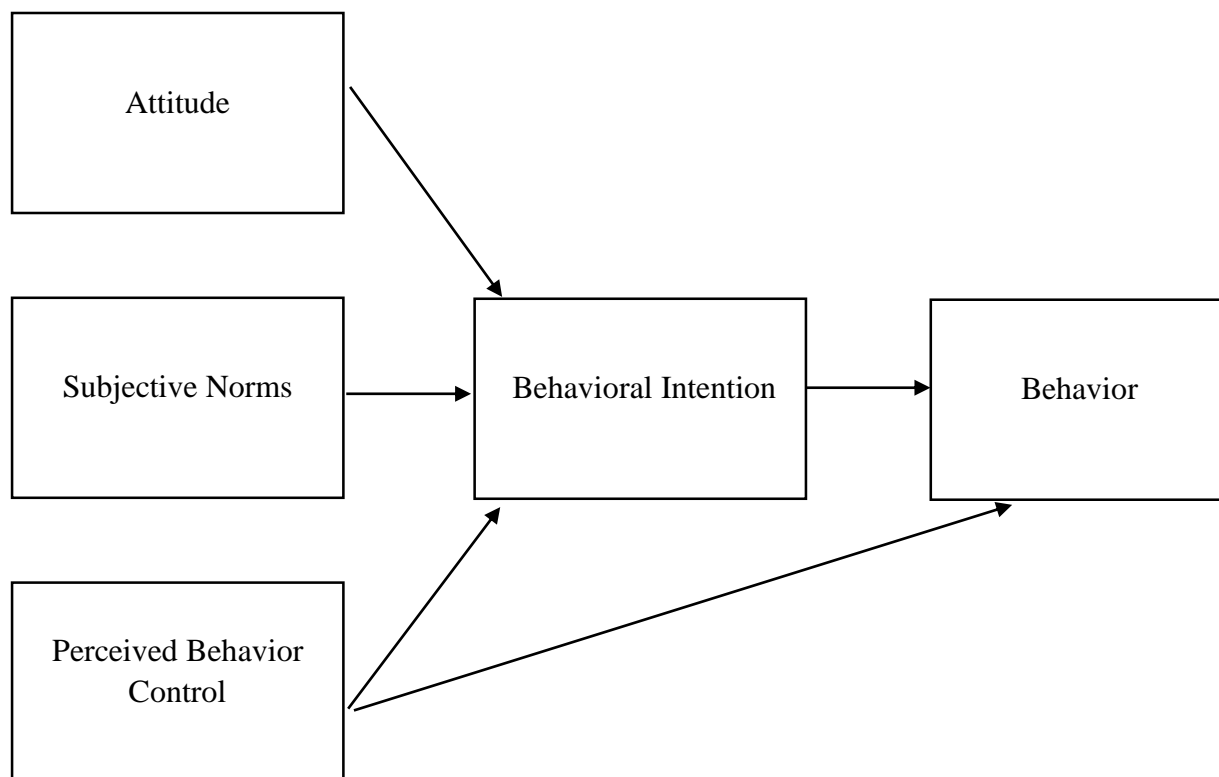 Attitude
Subjective Norms
Behavioral Intention
Behavior
Perceived Behavior
Control